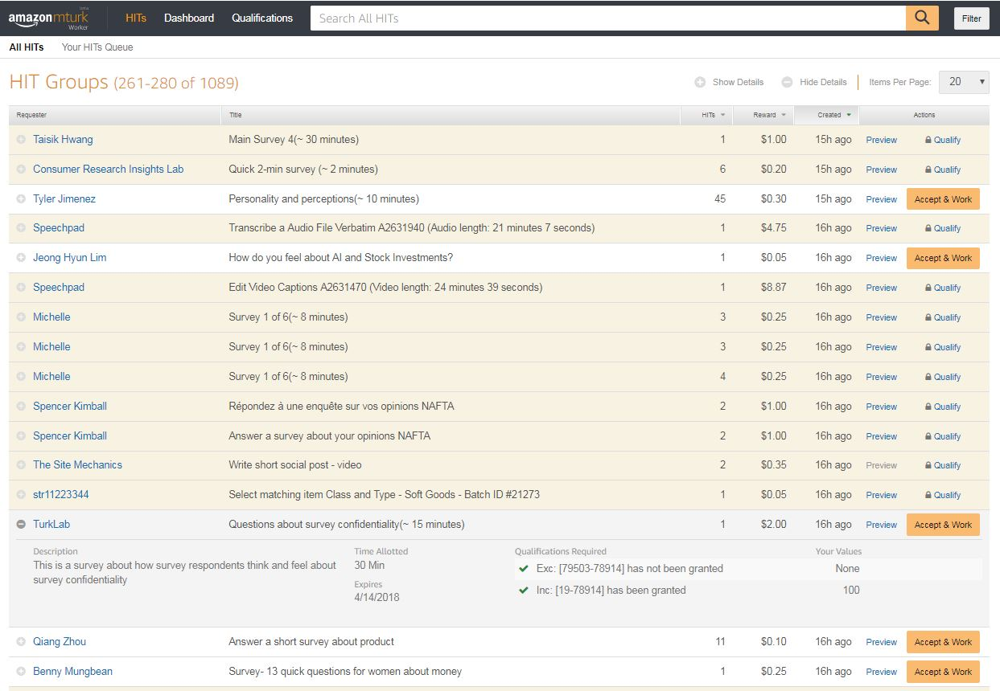 beta
amazonmturk
Worker
HITs Dashboard Qualifications Search All HITs Filter
All HITs Your HITs Queue
HIT Groups (261-280 of 1089) Show Details Hide Details Items Per Page: 20
Requester Title HITs Reward Created Actions
Taisik Hwang Main Survey 4(~ 30 minutes) 1 $1.00 15h ago Preview Qualify
Consumer Research Insights Lab Quick 2-min survey (~ 2 minutes) 6 $0.20 15h ago Preview Qualify
Tyler Jimenez Personality and perceptions(~ 10 minutes) 45 $0.30 15h ago Preview Accept & Work
Speechpad Transcribe a Audio File Verbatim A2631940 (Audio length: 21 minutes 7 seconds) 1 $4.75 16h ago Preview Qualify
Jeong Hyun Lim How do you feel about AI and Stock Investments? 1 $0.05 16h ago Preview Accept & Work
Speechpad Edit Video Captions A2631470 (Video length: 24 minutes 39 seconds) 1 $8.87 16h ago Preview Qualify
Michelle Survey 1 of 6(~ 8 minutes) 3 $0.25 16h ago Preview Qualify
Michelle Survey 1 of 6(~ 8 minutes) 3 $0.25 16h ago Preview Qualify
Michelle Survey 1 of 6(~ 8 minutes) 4 $0.25 16h ago Preview Qualify
Spencer Kimball Répondez à une enquête sur vos opinions NAFTA 2 $1.00 16h ago Preview Qualify
Spencer Kimball Answer a survey about your opinions NAFTA 2 $1.00 16h ago Preview Qualify
The Site Mechanics Write short social post - video 2 $0.35 16h ago Preview Qualify
str11223344 Select matching item Class and Type - Soft Goods - Batch ID #21273 1 $0.05 16h ago Preview Qualify
TurkLab Questions about survey confidentiality(~ 15 minutes) 1 $2.00 16h ago Preview Accept & Work
Description Time Allotted Qualifications Required Your Values
This is a survey about how survey respondents think and feel about 30 Min Exc: [79503-78914] has not been granted None
survey confidentiality
Expires Inc: [19-78914] has been granted 100
4/14/2018
Qiang Zhou Answer a short survey about product 11 $0.10 16h ago Preview Accept & Work
Benny Mungbean Survey- 13 quick questions for women about money 1 $0.25 16h ago Preview Accept & Work